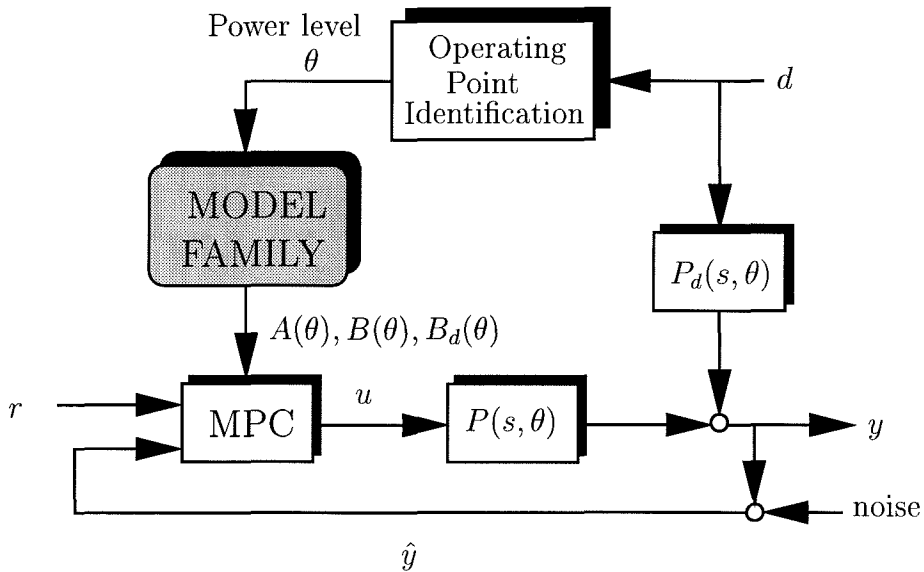 Power level
θ
Operating
Point
Identification
d
MODEL
FAMILY
P_d(s, θ)
A(θ), B(θ), B_d(θ)
r
MPC
u
P(s, θ)
y
noise
ŷ